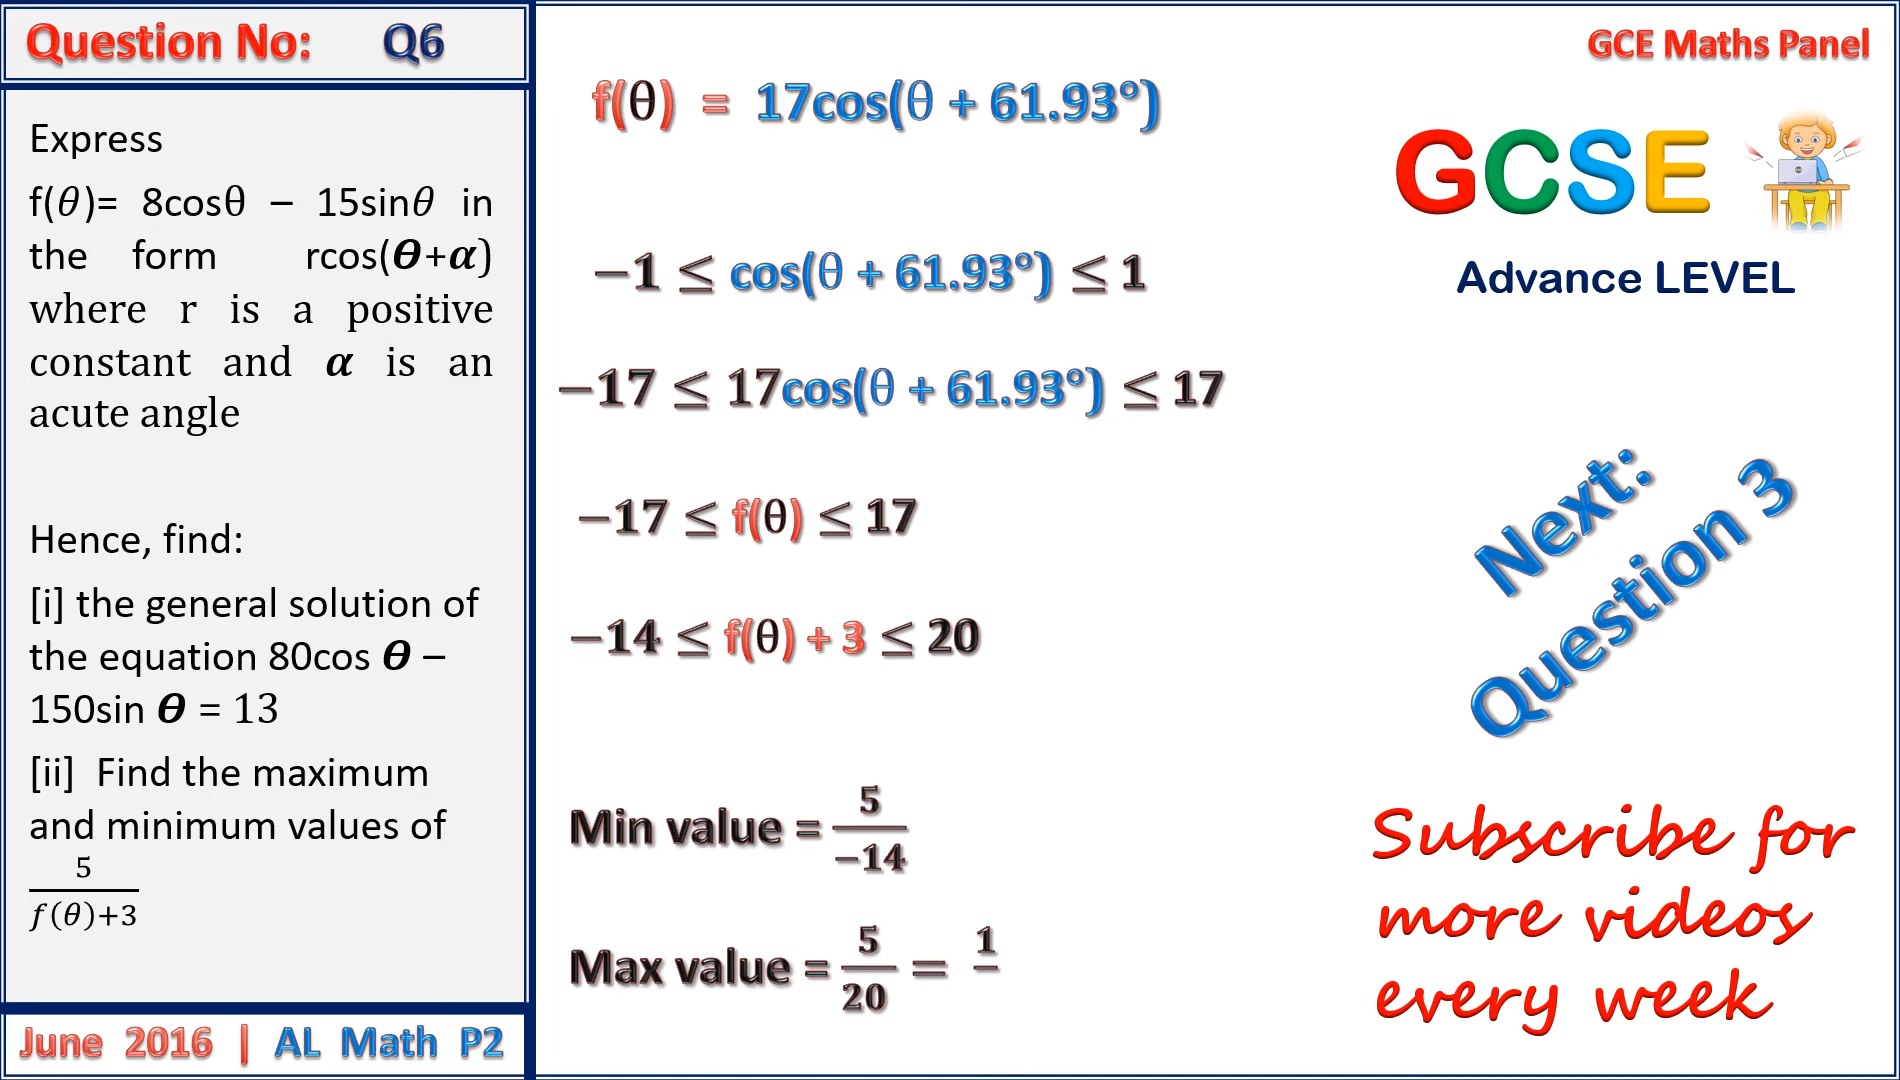 Question No: Q6
Express
f(𝜃)= 8cosθ – 15sin𝜃 in
the form rcos(𝜽+𝜶)
where r is a positive
constant and 𝜶 is an
acute angle
Hence, find:
[i] the general solution of
the equation 80cos 𝜽 –
150sin 𝜽 = 13
[ii] Find the maximum
and minimum values of
5
𝑓(𝜃)+3
June 2016 | AL Math P2
f(θ) = 17cos(θ + 61.93°)
−1 ≤ cos(θ + 61.93°) ≤ 1
−17 ≤ 17cos(θ + 61.93°) ≤ 17
−17 ≤ f(θ) ≤ 17
−14 ≤ f(θ) + 3 ≤ 20
Min value = 5/−14
Max value = 5/20 = 1
GCE Maths Panel
GCSE
Advance LEVEL
Next:
Question 3
Subscribe for
more videos
every week